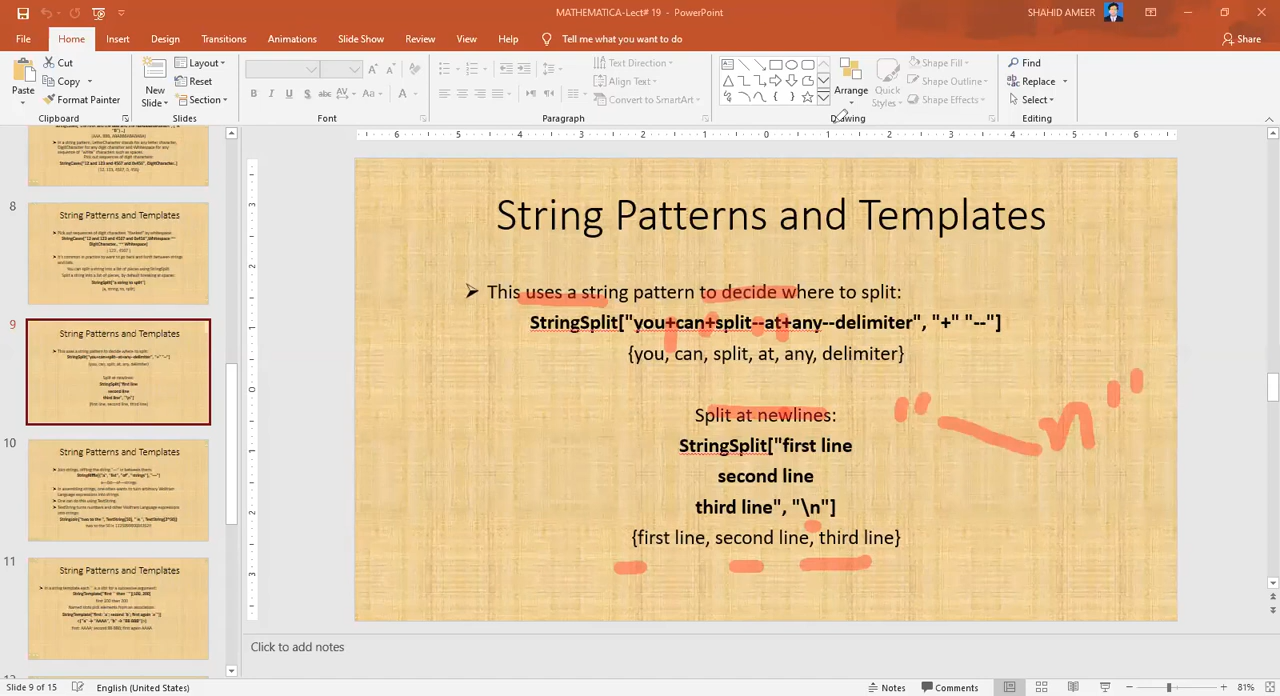 MATHEMATICA-Lect# 19 - PowerPoint
SHAHID AMEER
File Home Insert Design Transitions Animations Slide Show Review View Help Tell me what you want to do Share
Paste
Cut
Copy
Format Painter
Clipboard
New Slide
Layout
Reset
Section
Slides
Font
Text Direction
Align Text
Convert to SmartArt
Paragraph
Arrange
Quick Styles
Shape Fill
Shape Outline
Shape Effects
Drawing
Find
Replace
Select
Editing
8
String Patterns and Templates
9
String Patterns and Templates
10
String Patterns and Templates
11
String Patterns and Templates
String Patterns and Templates
➢ This uses a string pattern to decide where to split:
StringSplit["you+can+split--at+any--delimiter", "+" "--"]
{you, can, split, at, any, delimiter}
Split at newlines:
StringSplit["first line
second line
third line", "\n"]
{first line, second line, third line}
"\n"
Click to add notes
Slide 9 of 15 English (United States) Notes Comments 81%